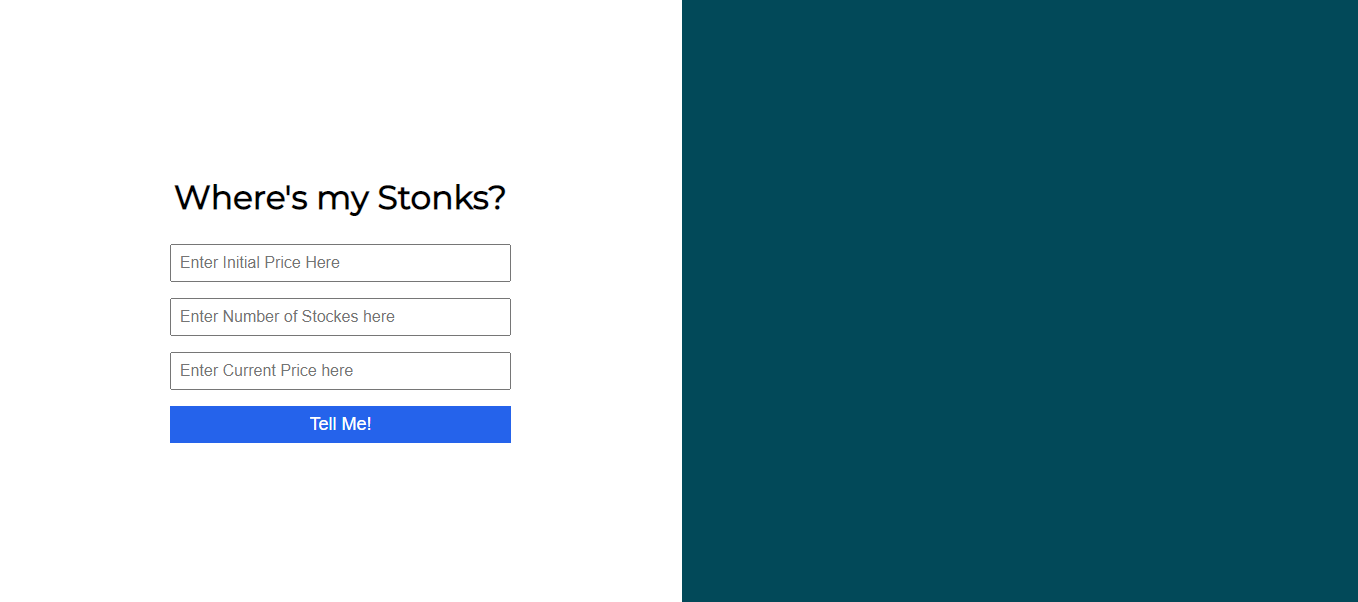 Where's my Stonks?
Enter Initial Price Here
Enter Number of Stockes here
Enter Current Price here
Tell Me!